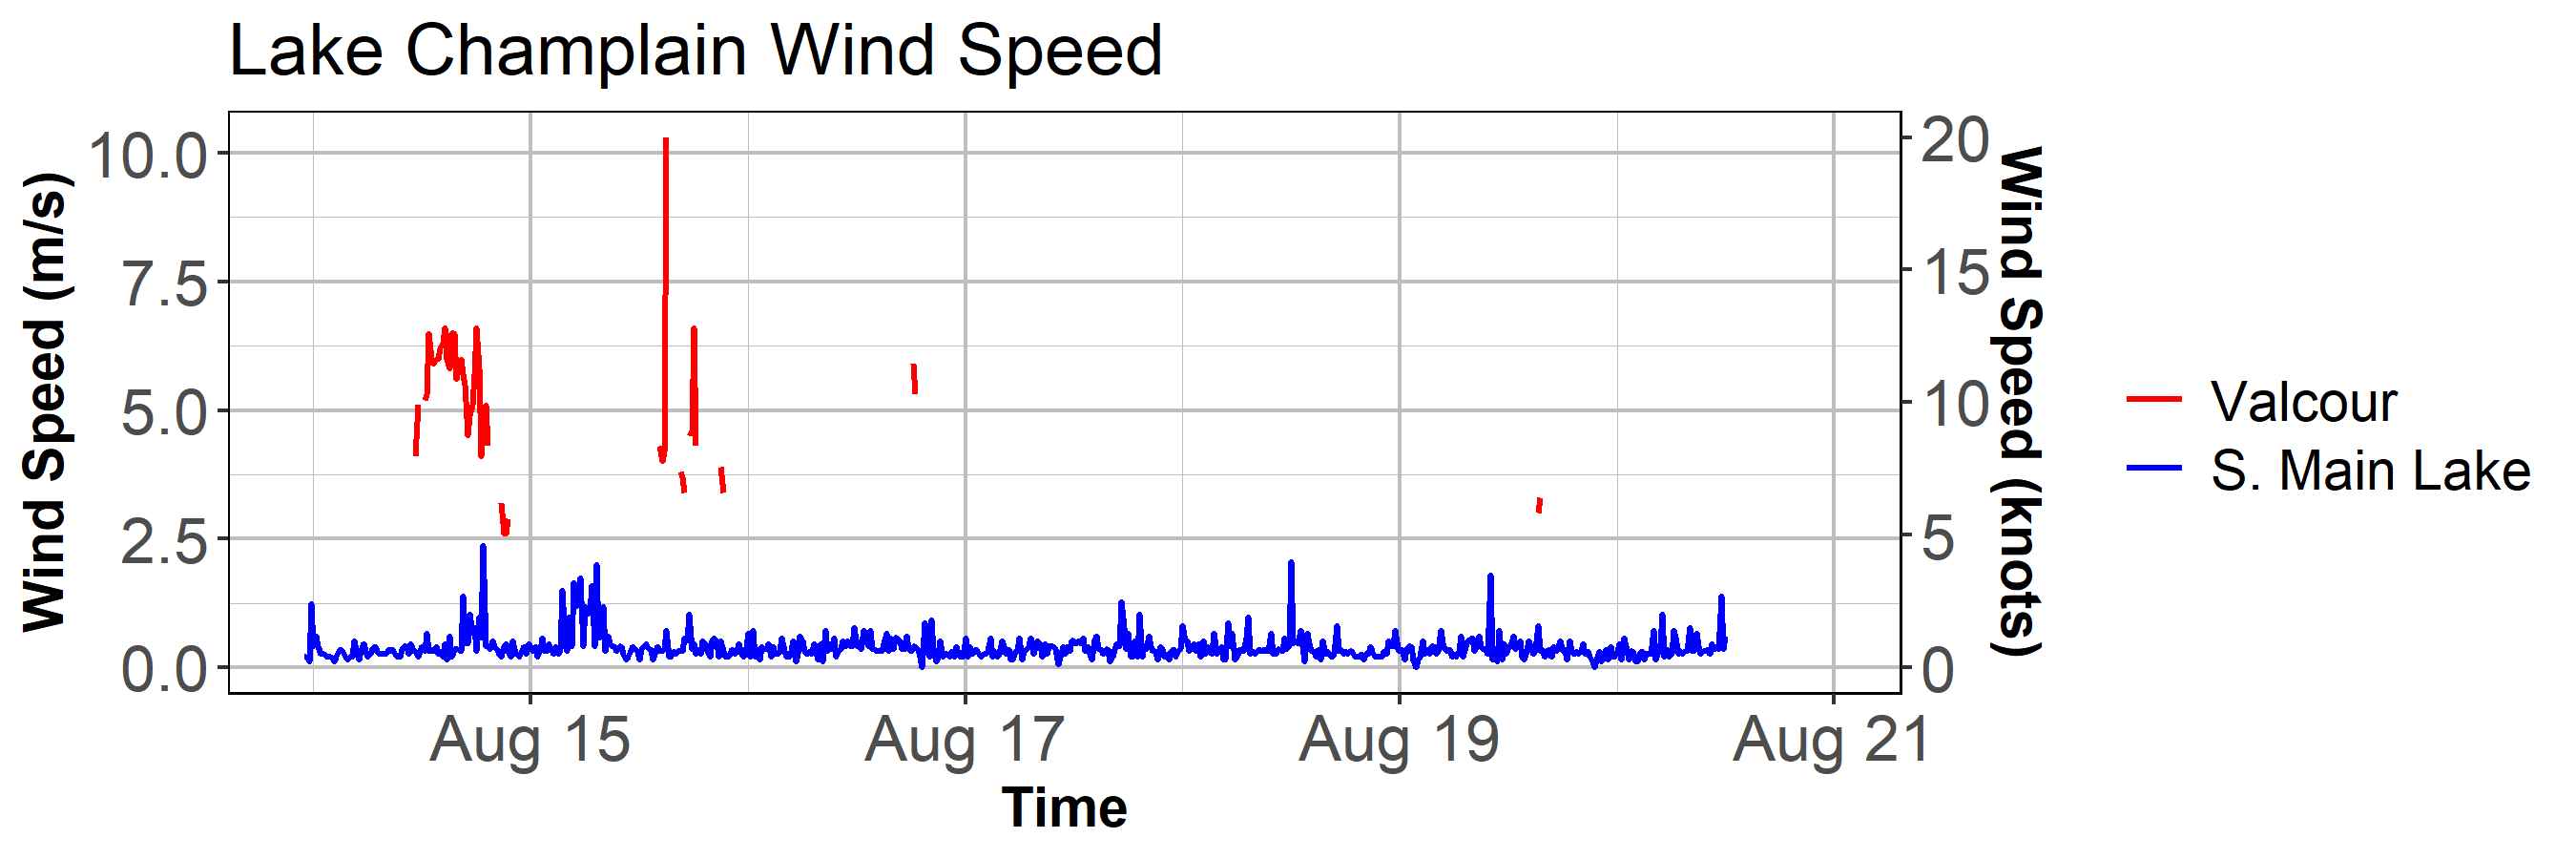 Lake Champlain Wind Speed
Wind Speed (m/s)
10.0
7.5
5.0
2.5
0.0
20
15
10
5
0
Wind Speed (knots)
Valcour
S. Main Lake
Aug 15
Aug 17
Aug 19
Aug 21
Time